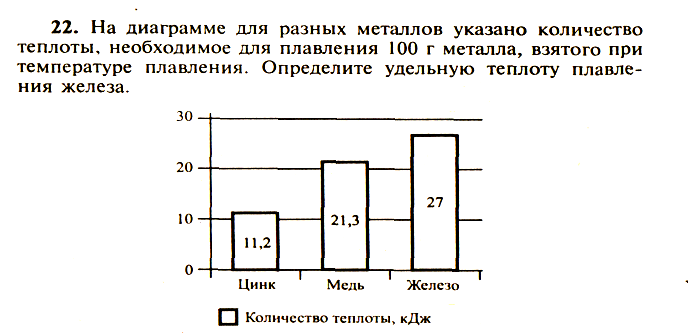 22. На диаграмме для разных металлов указано количество
теплоты, необходимое для плавления 100 г металла, взятого при
температуре плавления. Определите удельную теплоту плавле-
ния железа.
30
20
10
0
11,2
21,3
27
Цинк Медь Железо
Количество теплоты, кДж